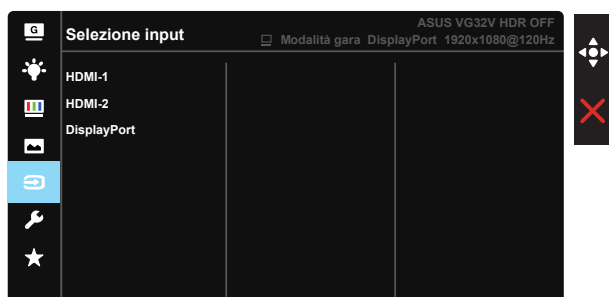 G
Selezione input
ASUS VG32V HDR OFF
Modalità gara DisplayPort 1920x1080@120Hz
HDMI-1
HDMI-2
DisplayPort